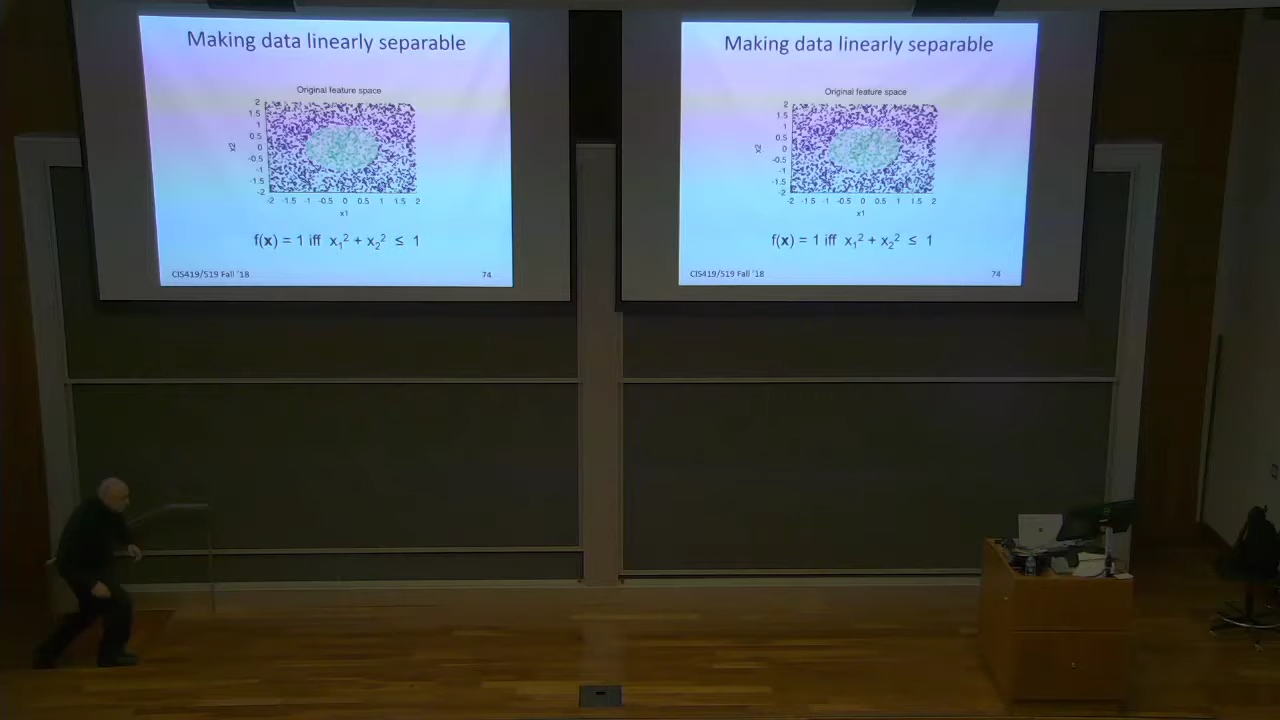 Making data linearly separable
Original feature space
2
1.5
1
0.5
0
-0.5
-1
-1.5
-2
x2
-2 -1.5 -1 -0.5 0 0.5 1 1.5 2
x1
f(x) = 1 iff x₁² + x₂² ≤ 1
CIS419/519 Fall '18 74
Making data linearly separable
Original feature space
2
1.5
1
0.5
0
-0.5
-1
-1.5
-2
x2
-2 -1.5 -1 -0.5 0 0.5 1 1.5 2
x1
f(x) = 1 iff x₁² + x₂² ≤ 1
CIS419/519 Fall '18 74